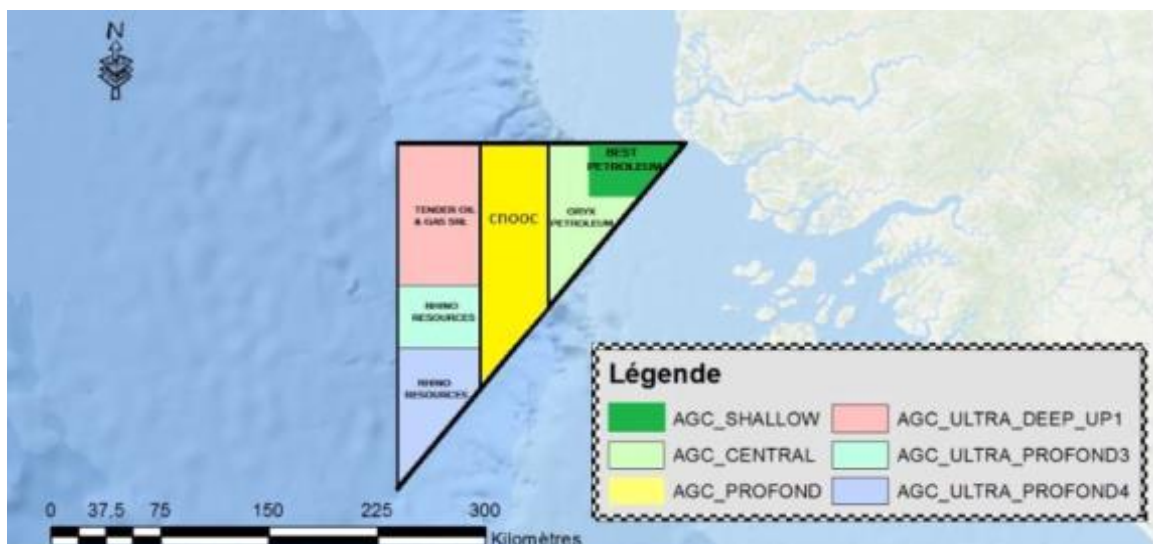 N
BEST
PETROLEUM
TENDER OIL
& GAS SRL
cnooc
ORYX
PETROLEUM
RHINO
RESOURCES
RHINO
RESOURCES
Légende
AGC_SHALLOW
AGC_ULTRA_DEEP_UP1
AGC_CENTRAL
AGC_ULTRA_PROFOND3
AGC_PROFOND
AGC_ULTRA_PROFOND4
0 37,5 75 150 225 300
Kilomètres